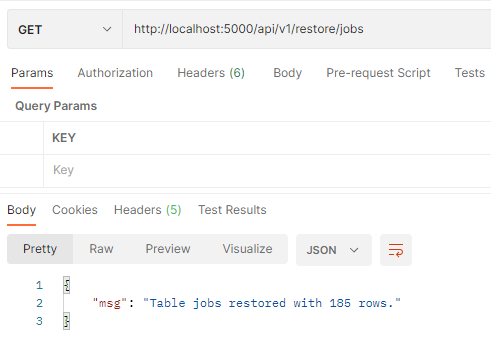 GET http://localhost:5000/api/v1/restore/jobs
Params Authorization Headers (6) Body Pre-request Script Tests
Query Params
KEY
Key
Body Cookies Headers (5) Test Results
Pretty Raw Preview Visualize JSON
1 {
2 "msg": "Table jobs restored with 185 rows."
3 }